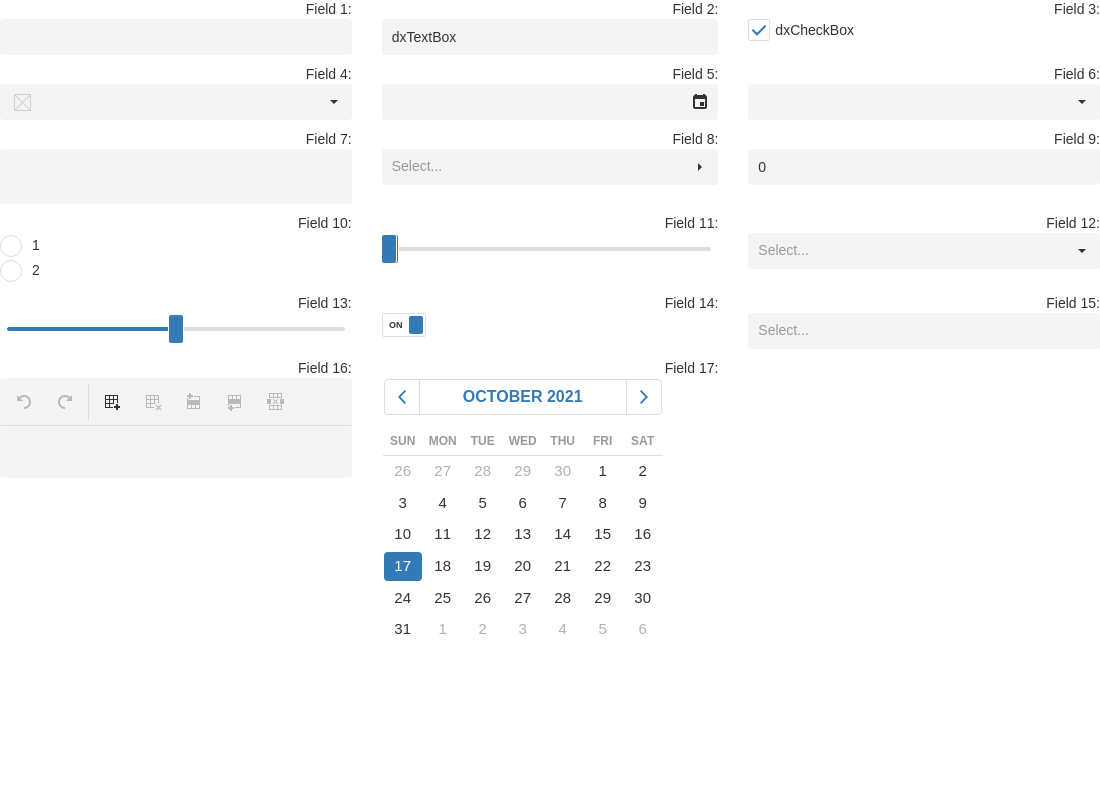 Field 1:
Field 2:
dxTextBox
Field 3:
dxCheckBox
Field 4:
Field 5:
Field 6:
Field 7:
Field 8:
Select...
Field 9:
0
Field 10:
1
2
Field 11:
Field 12:
Select...
Field 13:
Field 14:
ON
Field 15:
Select...
Field 16:
Field 17:
OCTOBER 2021
SUN MON TUE WED THU FRI SAT
26 27 28 29 30 1 2
3 4 5 6 7 8 9
10 11 12 13 14 15 16
17 18 19 20 21 22 23
24 25 26 27 28 29 30
31 1 2 3 4 5 6